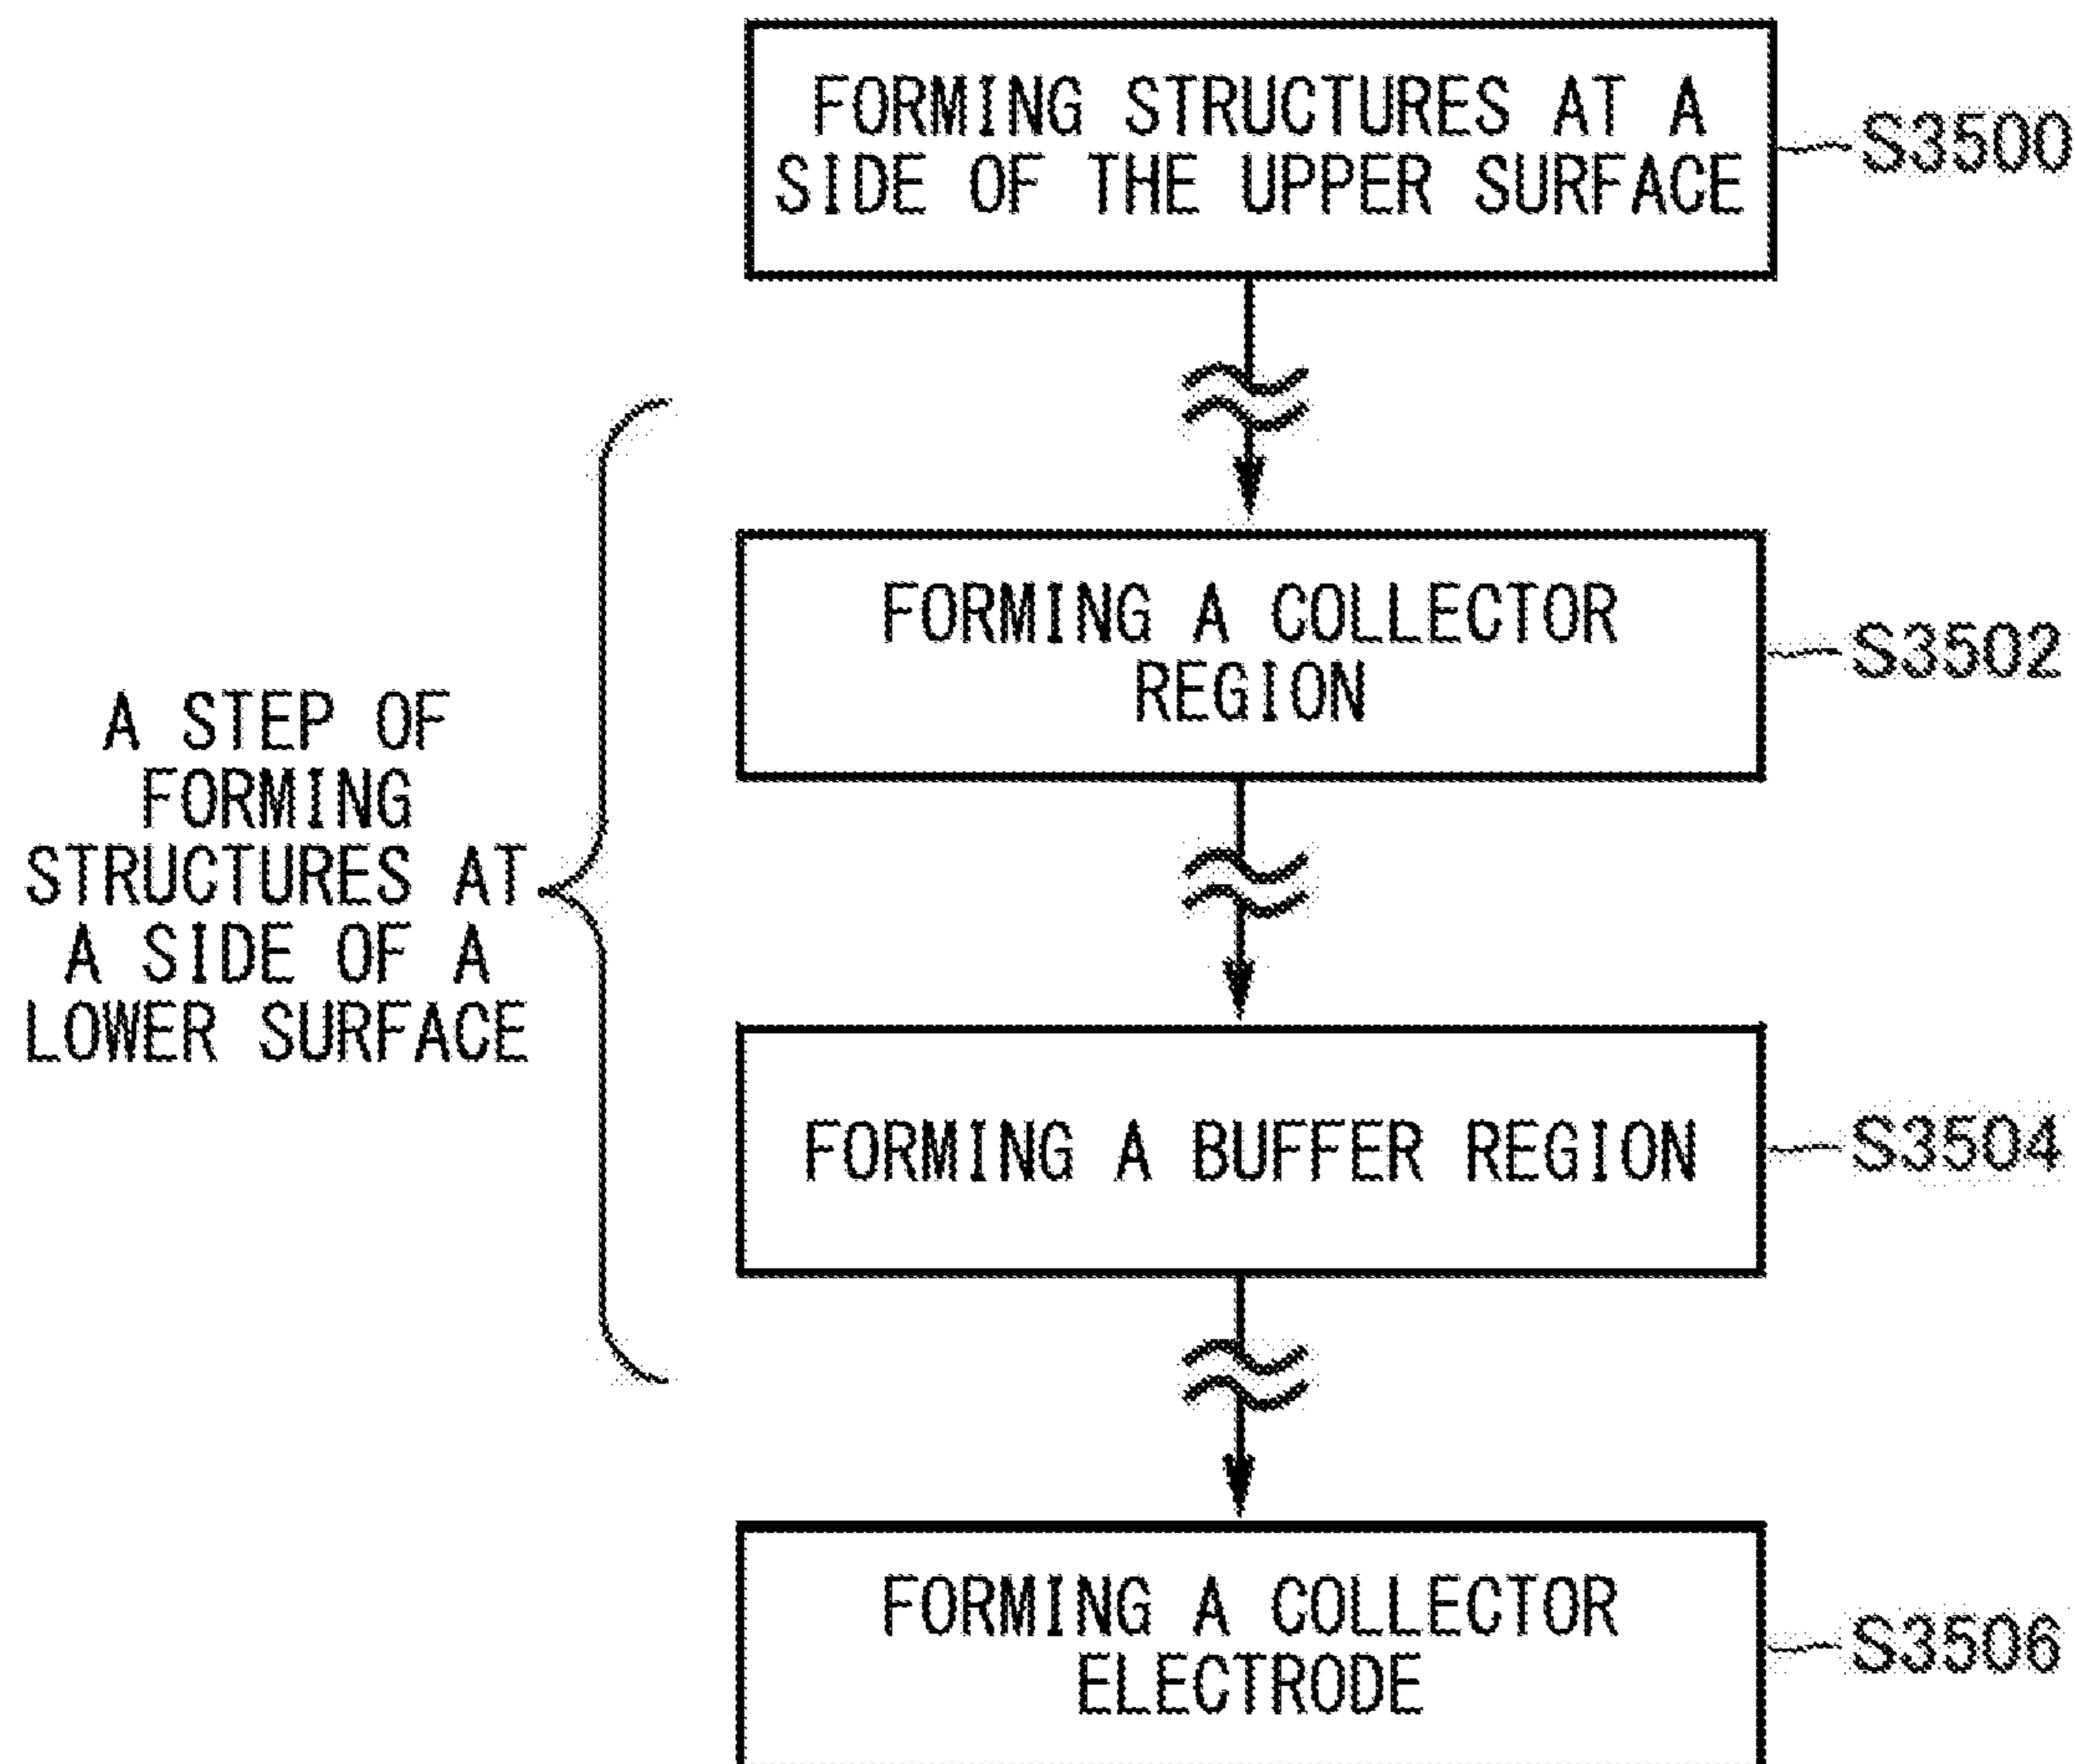 FORMING STRUCTURES AT A
SIDE OF THE UPPER SURFACE
S3500
FORMING A COLLECTOR
REGION
S3502
A STEP OF
FORMING
STRUCTURES AT
A SIDE OF A
LOWER SURFACE
FORMING A BUFFER REGION
S3504
FORMING A COLLECTOR
ELECTRODE
S3506